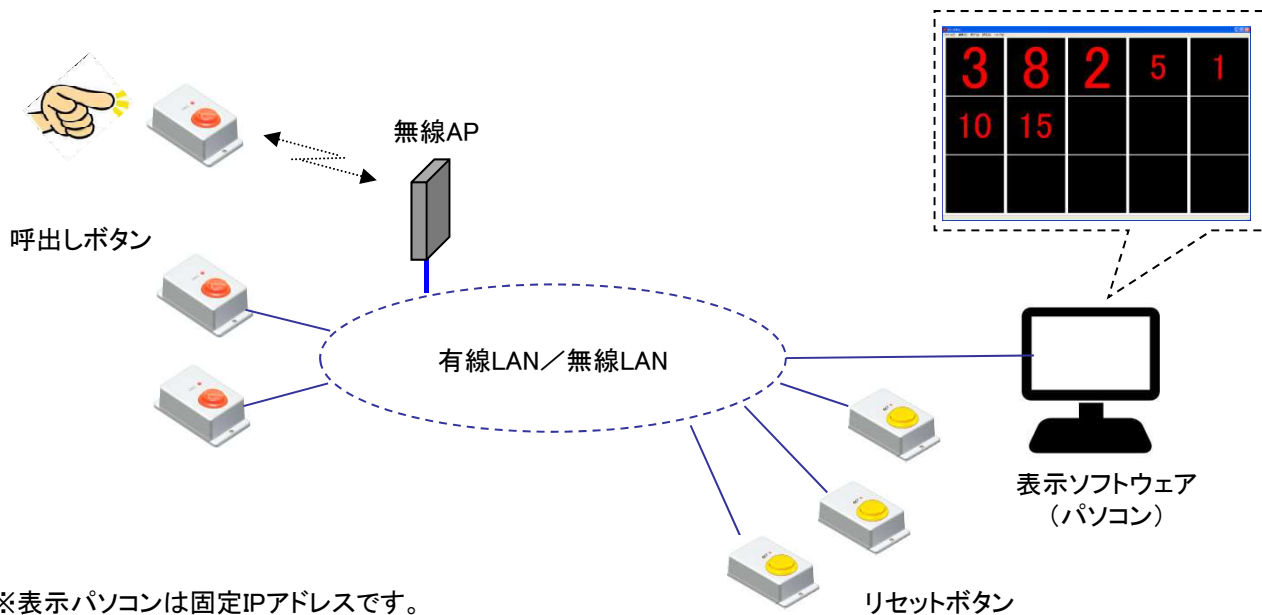 3 8 2 5 1
10 15
無線AP
呼出しボタン
有線LAN／無線LAN
表示ソフトウェア
（パソコン）
※表示パソコンは固定IPアドレスです。
リセットボタン